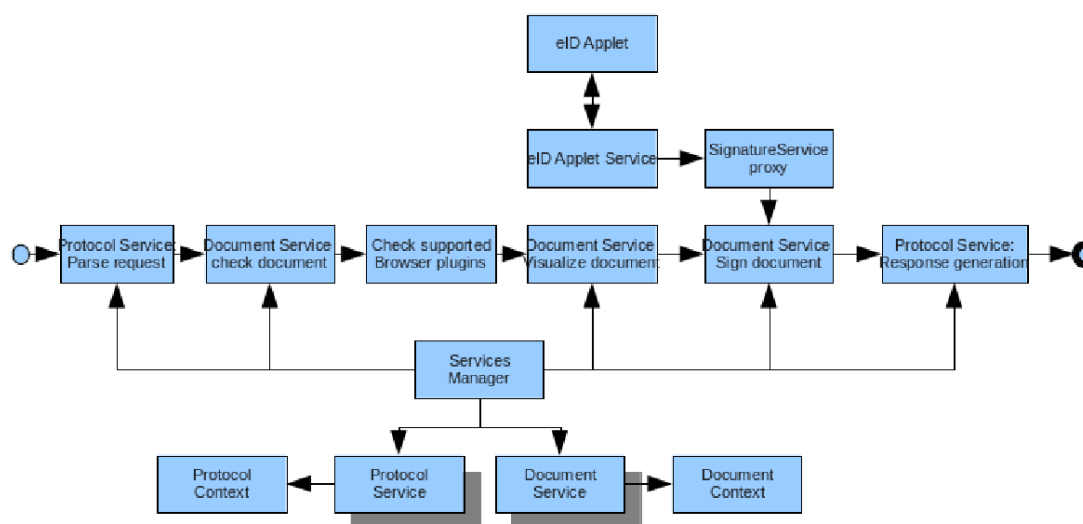 eID Applet
eID Applet Service
SignatureService
proxy
Protocol Service:
Parse request
Document Service
check document
Check supported
Browser plugins
Document Service
Visualize document
Document Service
Sign document
Protocol Service:
Response generation
Services
Manager
Protocol
Context
Protocol
Service
Document
Service
Document
Context